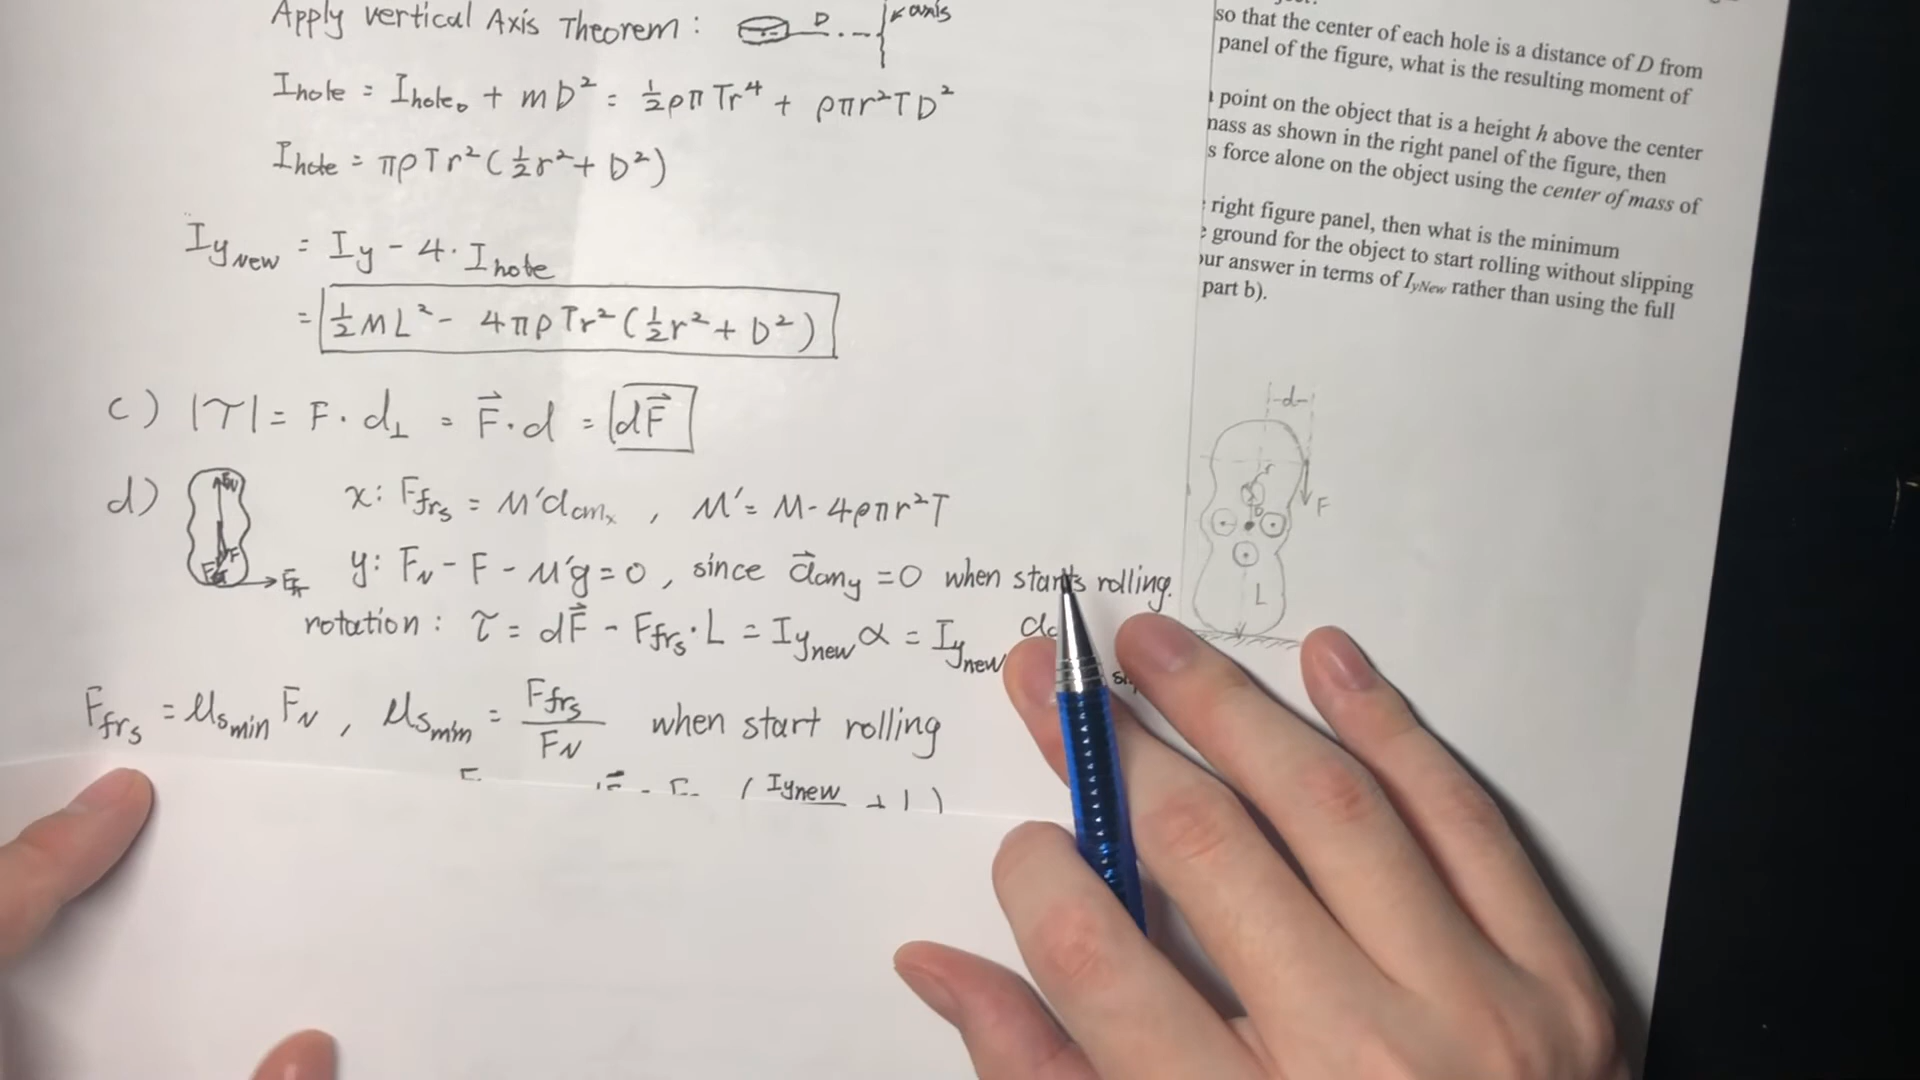 Apply vertical Axis Theorem : D axis
I_hole = I_hole₀ + mD² = ½ρπTr⁴ + ρπr²TD²
I_hole = πρTr²(½r² + D²)
I_yNEW = I_y - 4·I_hole
= ½ML² - 4πρTr²(½r² + D²)
c) |τ| = F·d⊥ = F⃗·d = dF⃗
d) x: F_frs = M'a_cmx , M' = M - 4ρπr²T
y: F_N - F - M'g = 0 , since a⃗_cmy = 0 when starts rolling.
rotation : τ = dF⃗ - F_frs·L = I_ynew α = I_ynew
F_frs = μ_smin F_N , μ_smin = F_frs / F_N when start rolling
( I_ynew + 1 )
so that the center of each hole is a distance of D from
panel of the figure, what is the resulting moment of
point on the object that is a height h above the center
mass as shown in the right panel of the figure, then
s force alone on the object using the center of mass of
right figure panel, then what is the minimum
ground for the object to start rolling without slipping
our answer in terms of I_yNew rather than using the full
part b).
-d-
r
F
D
L